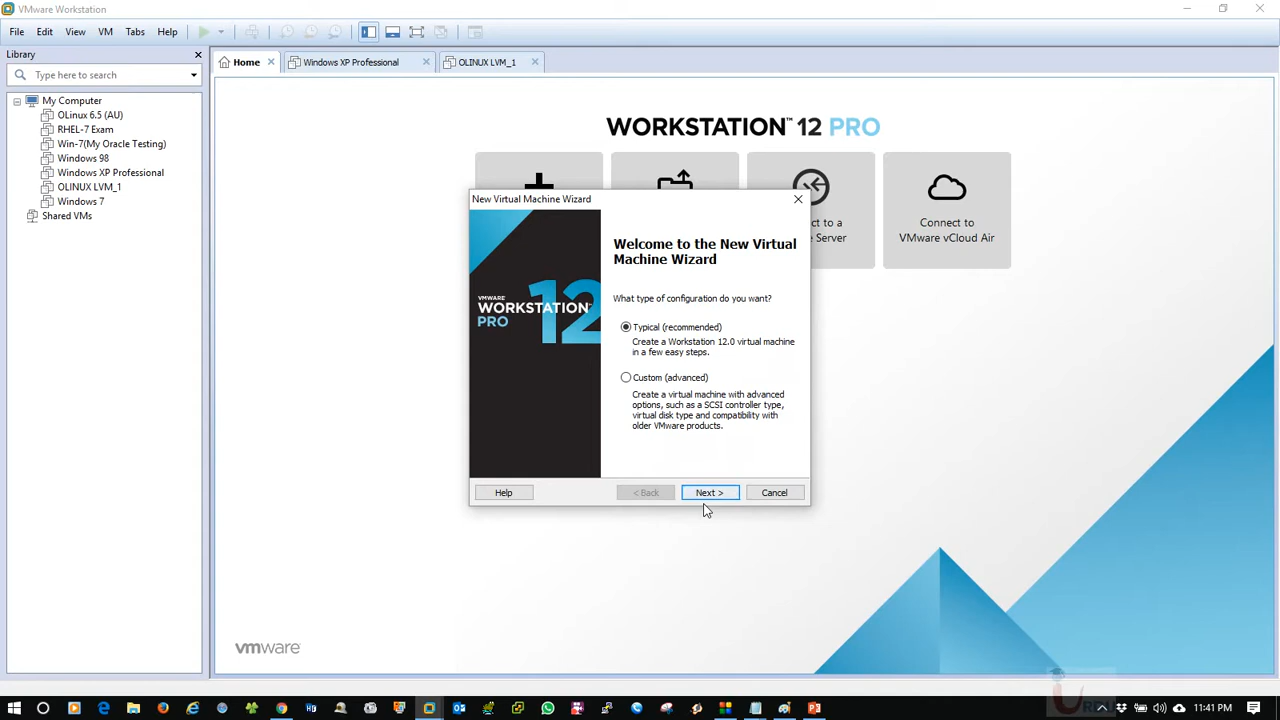 VMware Workstation
File Edit View VM Tabs Help
Library
Type here to search
My Computer
OLinux 6.5 (AU)
RHEL-7 Exam
Win-7(My Oracle Testing)
Windows 98
Windows XP Professional
OLINUX LVM_1
Windows 7
Shared VMs
Home
Windows XP Professional
OLINUX LVM_1
WORKSTATION™ 12 PRO
ct to a
e Server
Connect to
VMware vCloud Air
New Virtual Machine Wizard
VMWARE
WORKSTATION™
PRO
12
Welcome to the New Virtual
Machine Wizard
What type of configuration do you want?
Typical (recommended)
Create a Workstation 12.0 virtual machine
in a few easy steps.
Custom (advanced)
Create a virtual machine with advanced
options, such as a SCSI controller type,
virtual disk type and compatibility with
older VMware products.
Help < Back Next > Cancel
vmware
11:41 PM